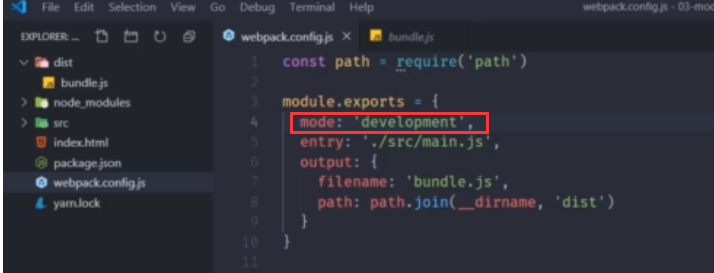 File Edit Selection View Go Debug Terminal Help webpack.config.js - 03-mod
EXPLORER: ...
webpack.config.js
bundle.js
dist
bundle.js
node_modules
src
index.html
package.json
webpack.config.js
yarn.lock
1 const path = require('path')
2
3 module.exports = {
4 mode: 'development',
5 entry: './src/main.js',
6 output: {
7 filename: 'bundle.js',
8 path: path.join(__dirname, 'dist')
9 }
10 }
11